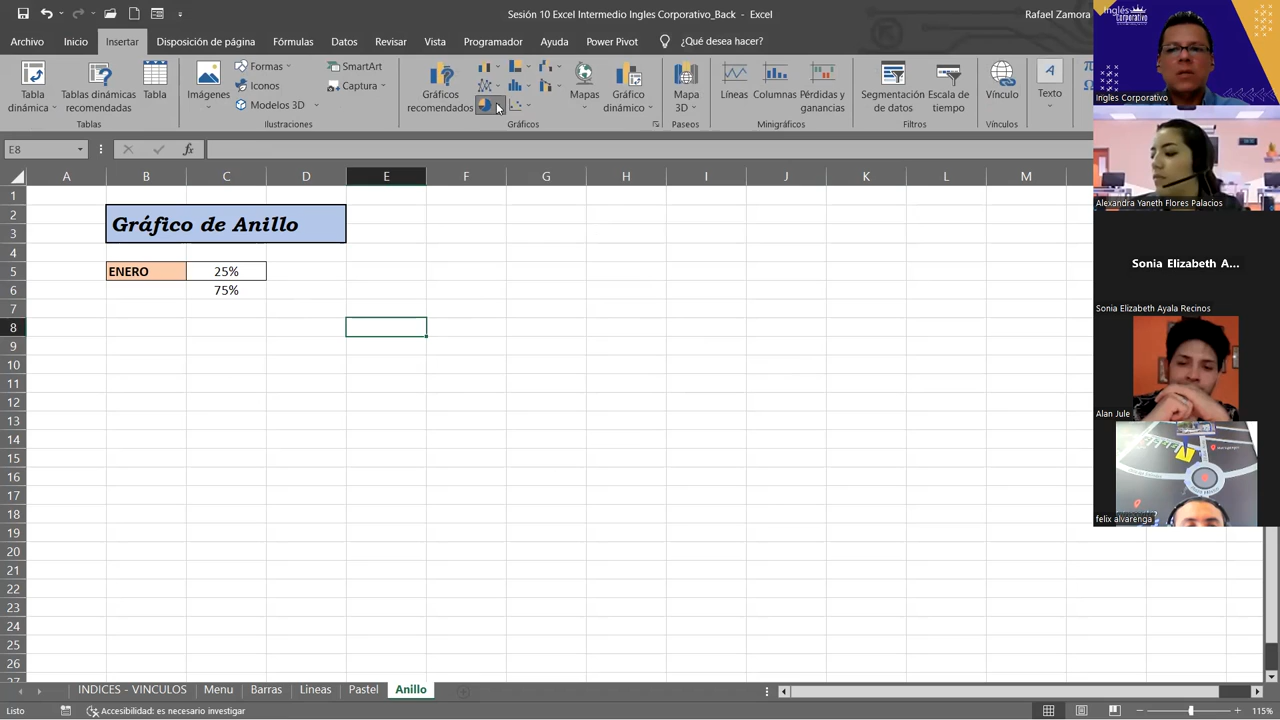 Sesión 10 Excel Intermedio Ingles Corporativo_Back - Excel
Rafael Zamora
Archivo Inicio Insertar Disposición de página Fórmulas Datos Revisar Vista Programador Ayuda Power Pivot ¿Qué desea hacer?
Tabla dinámica
Tablas dinámicas recomendadas
Tabla
Tablas
Imágenes
Formas
Iconos
Modelos 3D
SmartArt
Captura
Ilustraciones
Gráficos recomendados
Mapas
Gráfico dinámico
Gráficos
Mapa 3D
Paseos
Líneas
Columnas
Pérdidas y ganancias
Minigráficos
Segmentación de datos
Escala de tiempo
Filtros
Vínculo
Vínculos
Texto
E8
fx
A B C D E F G H I J K L M
1
2
3
Gráfico de Anillo
4
5 ENERO 25%
6 75%
7
8
9
10
11
12
13
14
15
16
17
18
19
20
21
22
23
24
25
26
27
INDICES - VINCULOS Menu Barras Lineas Pastel Anillo
Listo
Accesibilidad: es necesario investigar
115%
Inglés Corporativo
Ingles Corporativo
Alexandra Yaneth Flores Palacios
Sonia Elizabeth A...
Sonia Elizabeth Ayala Recinos
Alan Jule
felix alvarenga